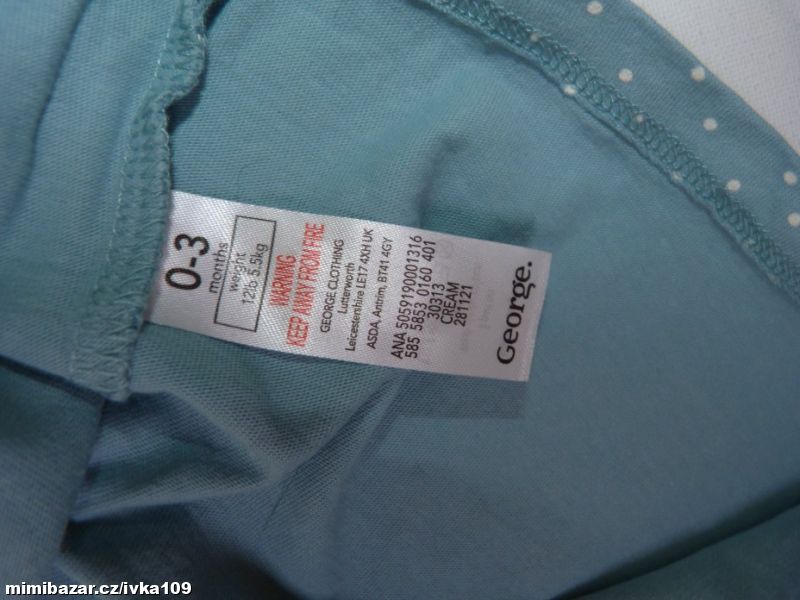 0-3
months
weight
12lb 5.5kg
WARNING
KEEP AWAY FROM FIRE
GEORGE CLOTHING
Lutterworth
Leicestershire LE17 4XH UK
ASDA, Antrim, BT41 4GY
ANA 5059190001316
585 5853 0160 401
30313
CREAM
281121
George.
mimibazar.cz/ivka109